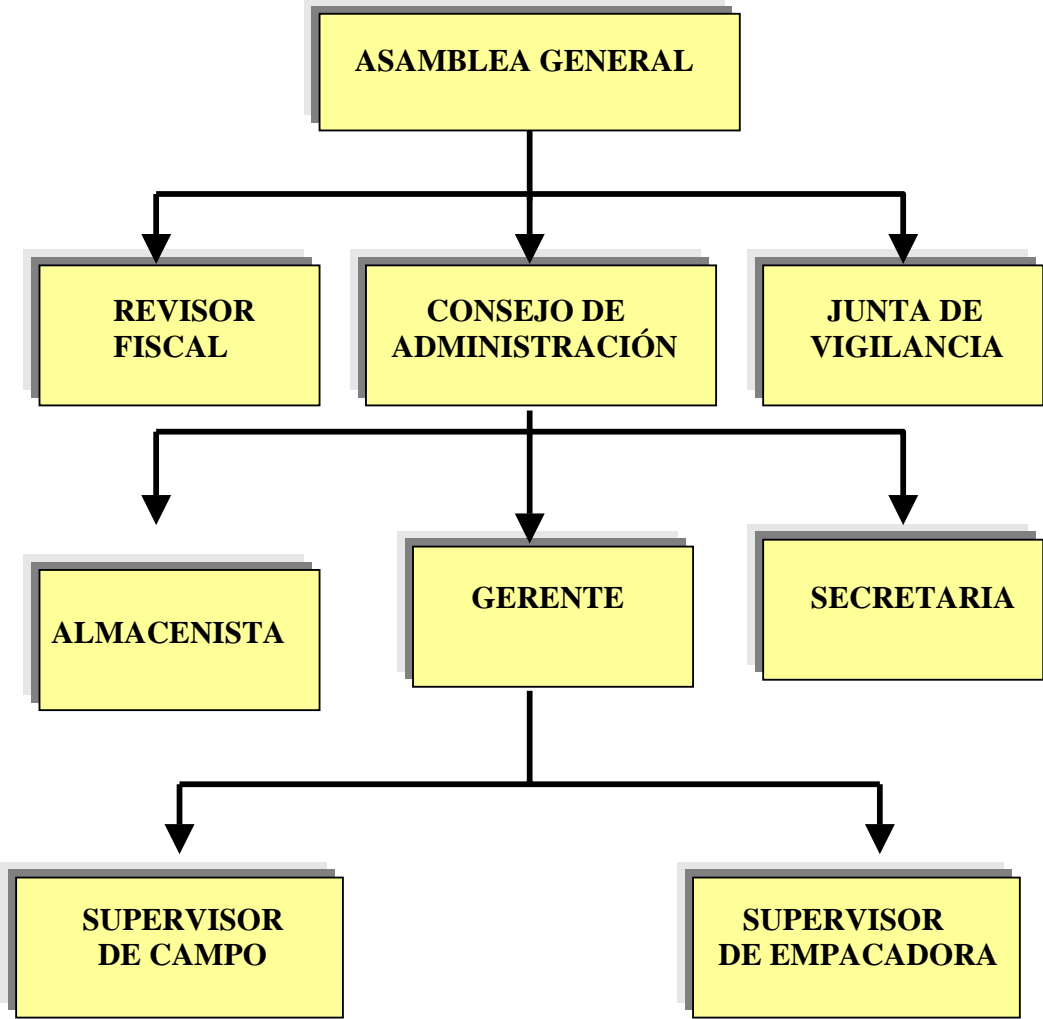 ASAMBLEA GENERAL
REVISOR
FISCAL
CONSEJO DE
ADMINISTRACIÓN
JUNTA DE
VIGILANCIA
ALMACENISTA
GERENTE
SECRETARIA
SUPERVISOR
DE CAMPO
SUPERVISOR
DE EMPACADORA